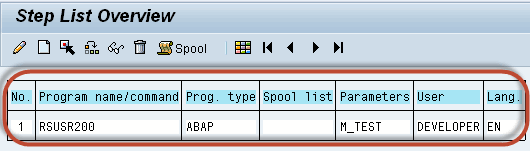 Step List Overview
Spool
No. Program name/command Prog. type Spool list Parameters User Lang.
1 RSUSR200 ABAP M_TEST DEVELOPER EN